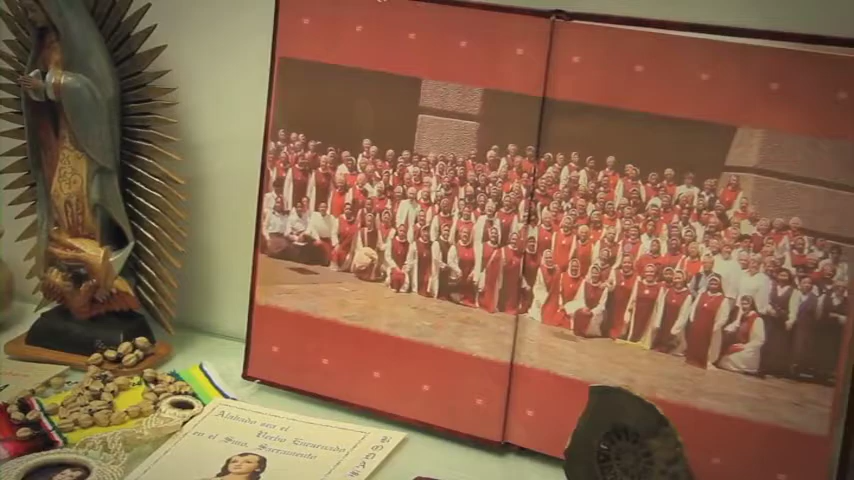 Alabado sea el
Verbo Encarnado
en el Smo. Sacramento